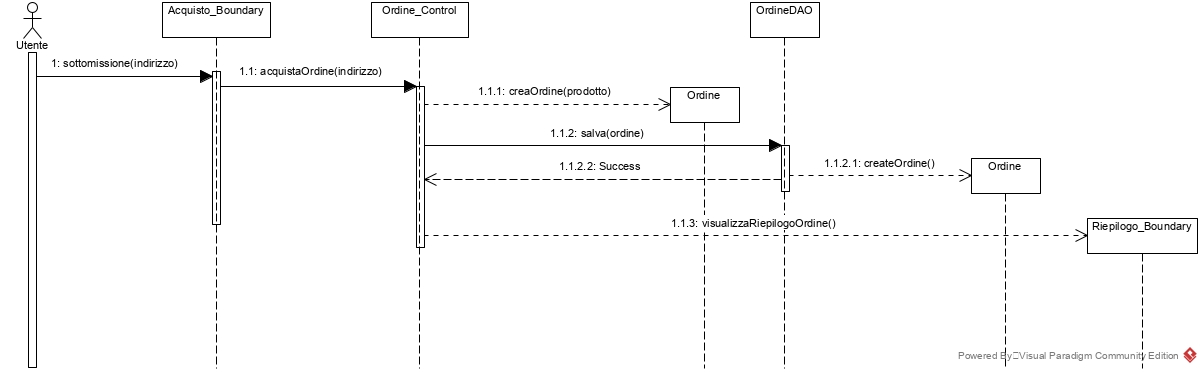 Acquisto_Boundary
Ordine_Control
OrdineDAO
Utente
1: sottomissione(indirizzo)
1.1: acquistaOrdine(indirizzo)
1.1.1: creaOrdine(prodotto)
Ordine
1.1.2: salva(ordine)
1.1.2.2: Success
1.1.2.1: createOrdine()
Ordine
1.1.3: visualizzaRiepilogoOrdine()
Riepilogo_Boundary
Powered By Visual Paradigm Community Edition